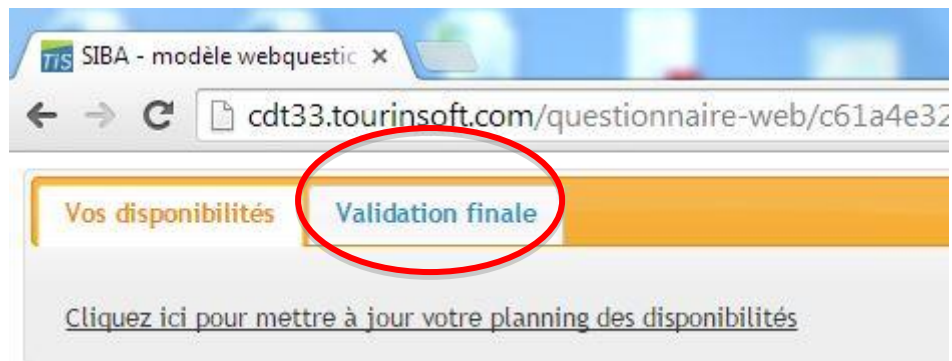 TiS SIBA - modèle webquestic
cdt33.tourinsoft.com/questionnaire-web/c61a4e32
Vos disponibilités Validation finale
Cliquez ici pour mettre à jour votre planning des disponibilités